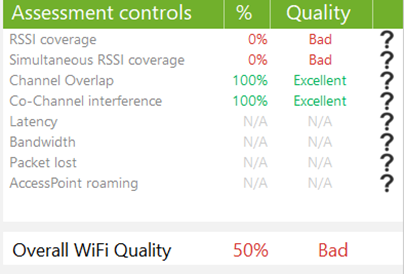 Assessment controls % Quality
RSSI coverage 0% Bad ?
Simultaneous RSSI coverage 0% Bad ?
Channel Overlap 100% Excellent ?
Co-Channel interference 100% Excellent ?
Latency N/A N/A ?
Bandwidth N/A N/A ?
Packet lost N/A N/A ?
AccessPoint roaming N/A N/A ?
Overall WiFi Quality 50% Bad